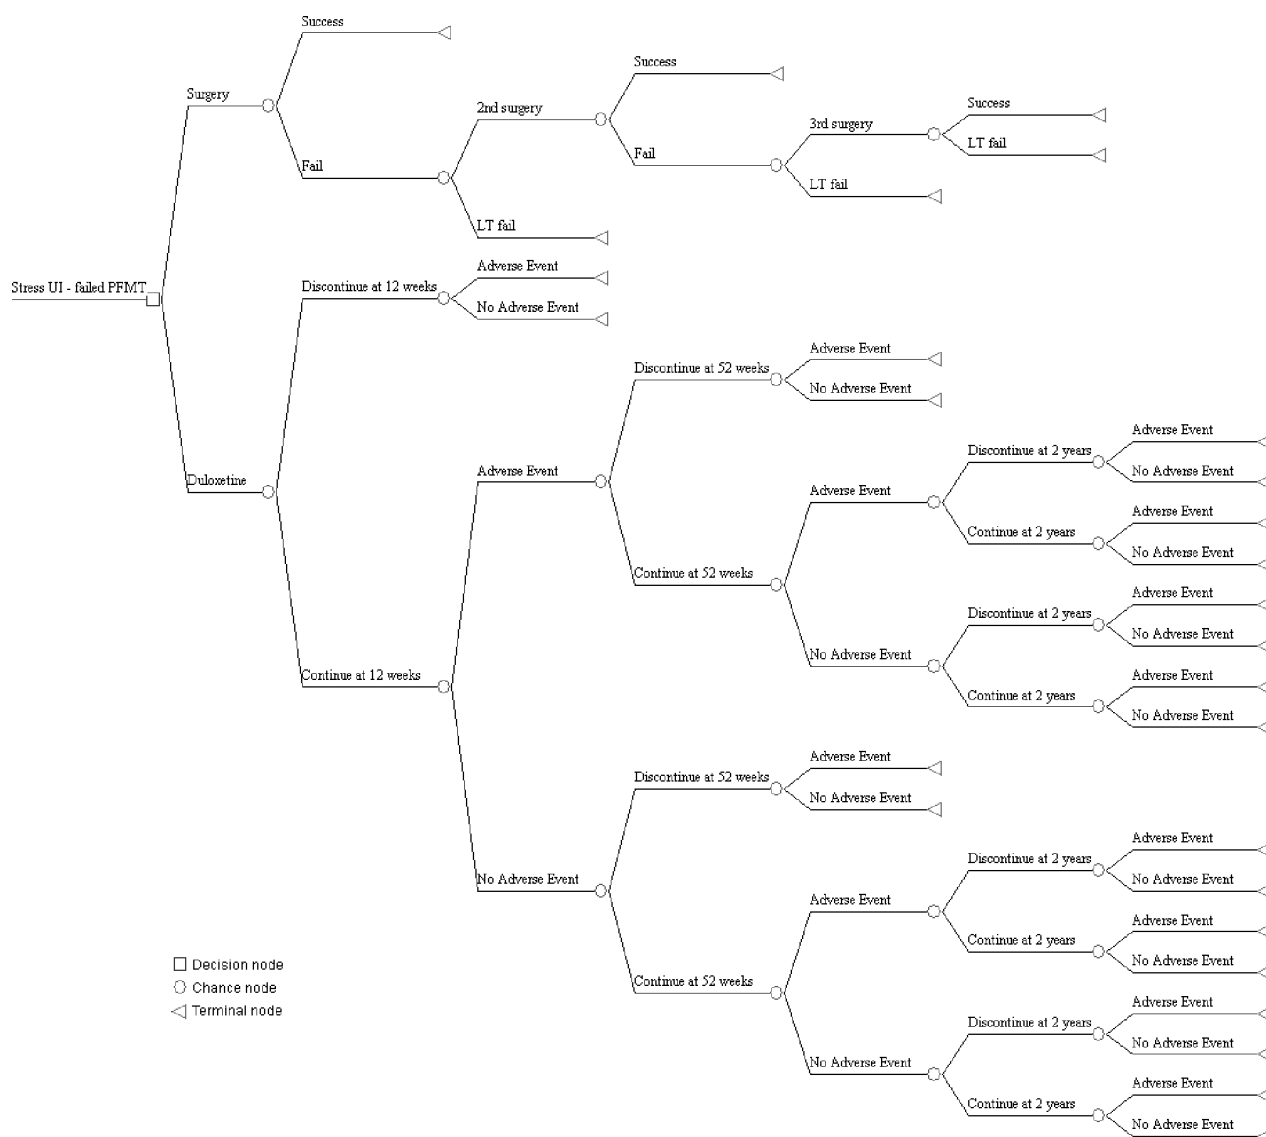 Success
Success
Surgery
2nd surgery
Success
3rd surgery
Fail
LT fail
Fail
LT fail
LT fail
Adverse Event
Stress UI - failed PFMT
Discontinue at 12 weeks
No Adverse Event
Adverse Event
Discontinue at 52 weeks
No Adverse Event
Adverse Event
Discontinue at 2 years
No Adverse Event
Duloxetine
Adverse Event
Adverse Event
Adverse Event
Continue at 2 years
No Adverse Event
Continue at 52 weeks
Adverse Event
Discontinue at 2 years
No Adverse Event
No Adverse Event
Continue at 12 weeks
Adverse Event
Continue at 2 years
No Adverse Event
Adverse Event
Discontinue at 52 weeks
No Adverse Event
Adverse Event
Discontinue at 2 years
No Adverse Event
No Adverse Event
Adverse Event
Adverse Event
Continue at 2 years
No Adverse Event
Continue at 52 weeks
Adverse Event
Discontinue at 2 years
No Adverse Event
No Adverse Event
Adverse Event
Continue at 2 years
No Adverse Event
Decision node
Chance node
Terminal node